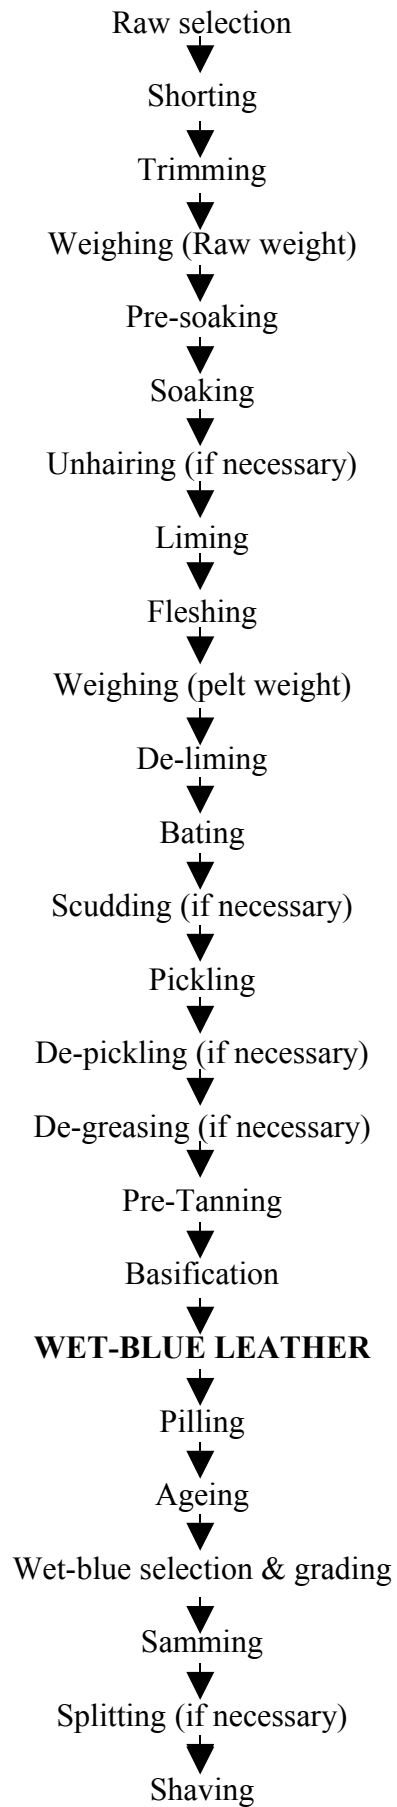 Raw selection
Shorting
Trimming
Weighing (Raw weight)
Pre-soaking
Soaking
Unhairing (if necessary)
Liming
Fleshing
Weighing (pelt weight)
De-liming
Bating
Scudding (if necessary)
Pickling
De-pickling (if necessary)
De-greasing (if necessary)
Pre-Tanning
Basification
WET-BLUE LEATHER
Pilling
Ageing
Wet-blue selection & grading
Samming
Splitting (if necessary)
Shaving